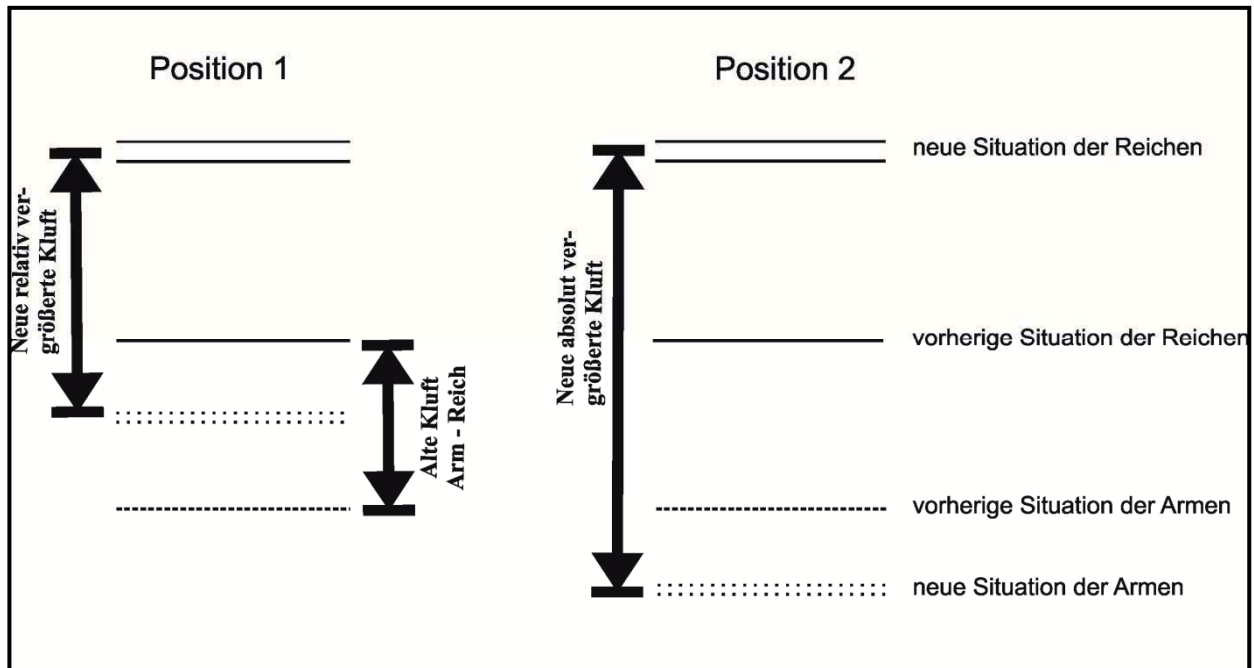 Position 1
Neue relativ ver-
größerte Kluft
Alte Kluft
Arm - Reich
Position 2
Neue absolut ver-
größerte Kluft
neue Situation der Reichen
vorherige Situation der Reichen
vorherige Situation der Armen
neue Situation der Armen